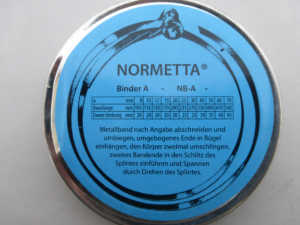 NORMETTA®
Binder A - NB-A -
Metallband nach Angabe abschneiden und
umbiegen, umgebogenes Ende in Bügel
einhängen, den Körper zweimal umschlingen,
zweites Bandende in den Schlitz des
Splintes einführen und Spannen
durch Drehen des Splintes.